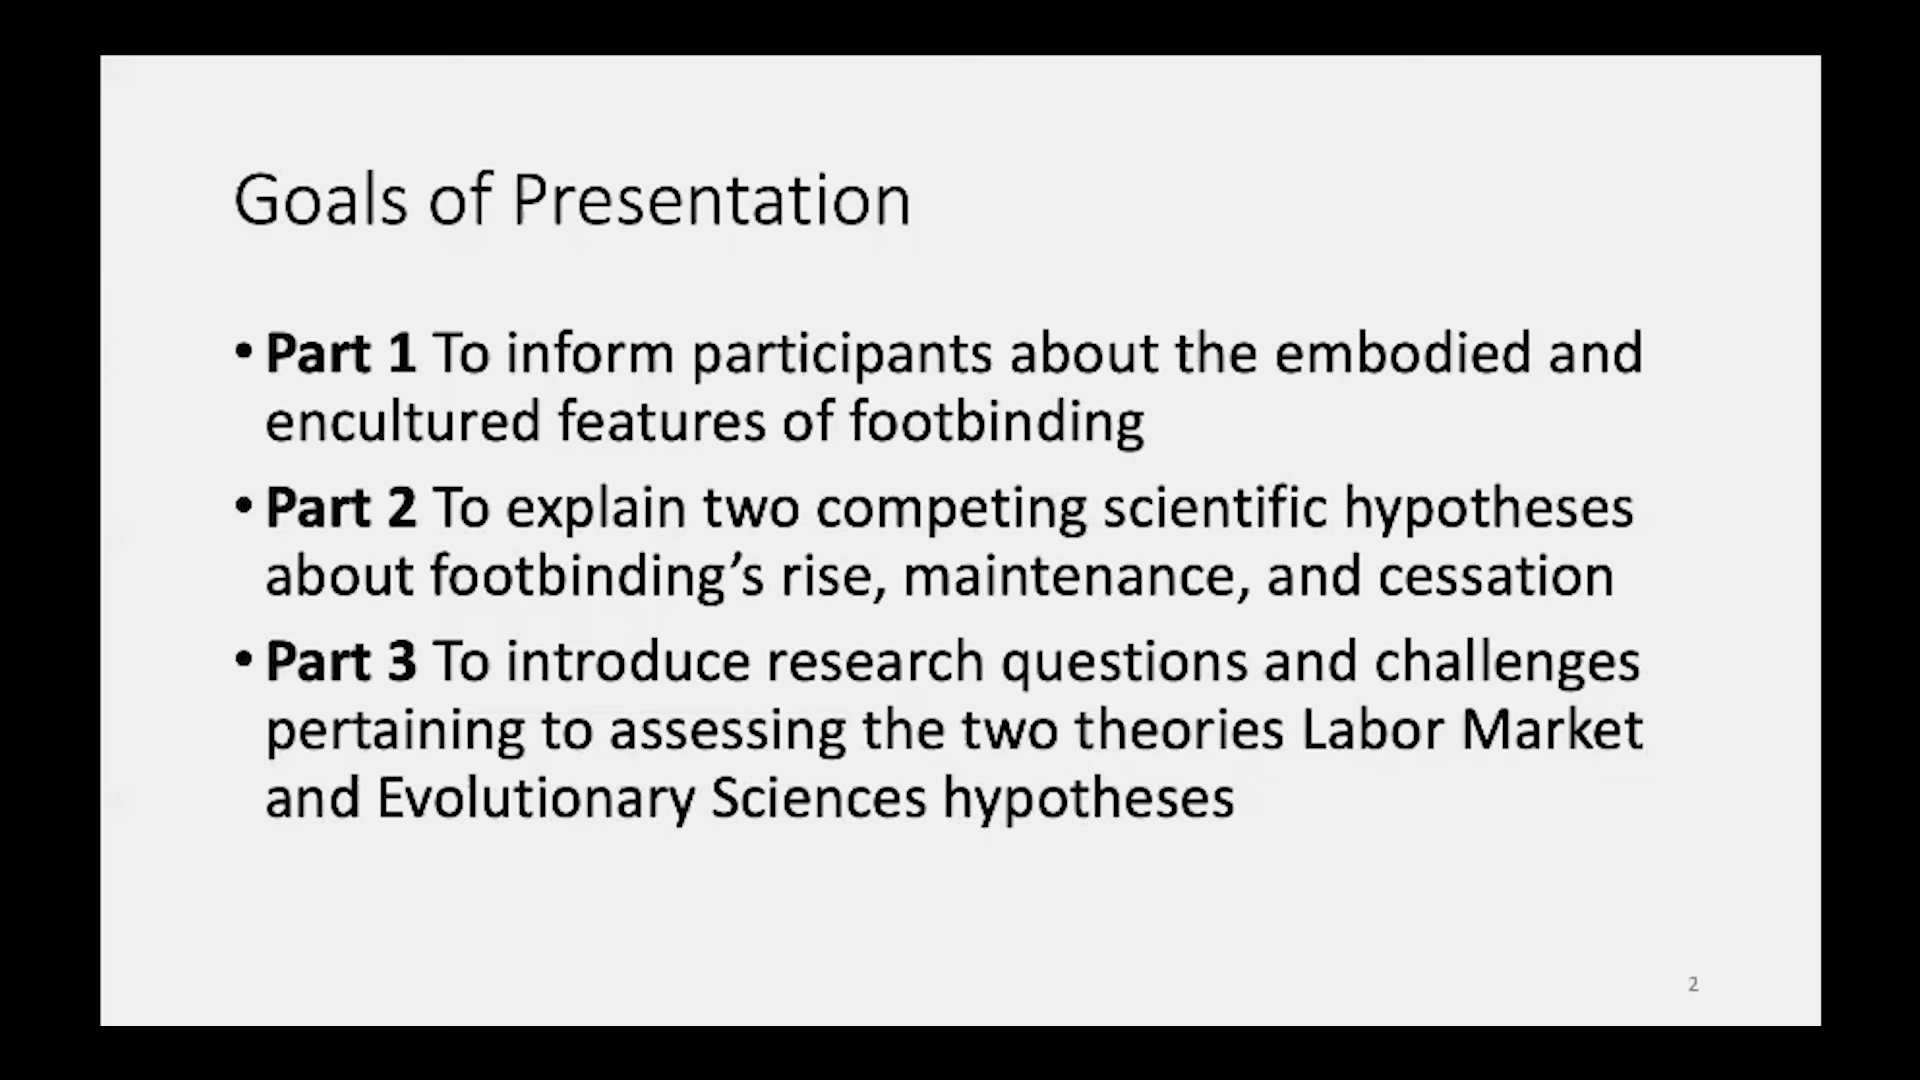 Goals of Presentation
• Part 1 To inform participants about the embodied and
encultured features of footbinding
• Part 2 To explain two competing scientific hypotheses
about footbinding’s rise, maintenance, and cessation
• Part 3 To introduce research questions and challenges
pertaining to assessing the two theories Labor Market
and Evolutionary Sciences hypotheses
2